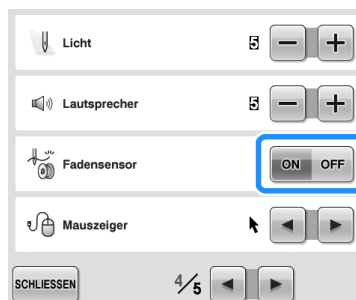 Licht 5 − +
Lautsprecher 5 − +
Fadensensor ON OFF
Mauszeiger
SCHLIESSEN 4/5